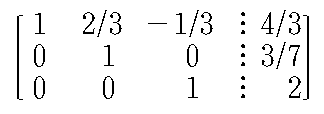 [ 1 2/3 −1/3 ⋮ 4/3 ]
[ 0 1 0 ⋮ 3/7 ]
[ 0 0 1 ⋮ 2 ]